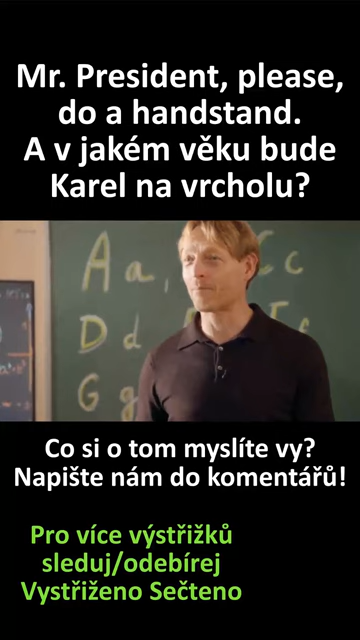 Mr. President, please,
do a handstand.
A v jakém věku bude
Karel na vrcholu?
A a, C c
D d
G g
Co si o tom myslíte vy?
Napište nám do komentářů!
Pro více výstřižků
sleduj/odebírej
Vystřiženo Sečteno